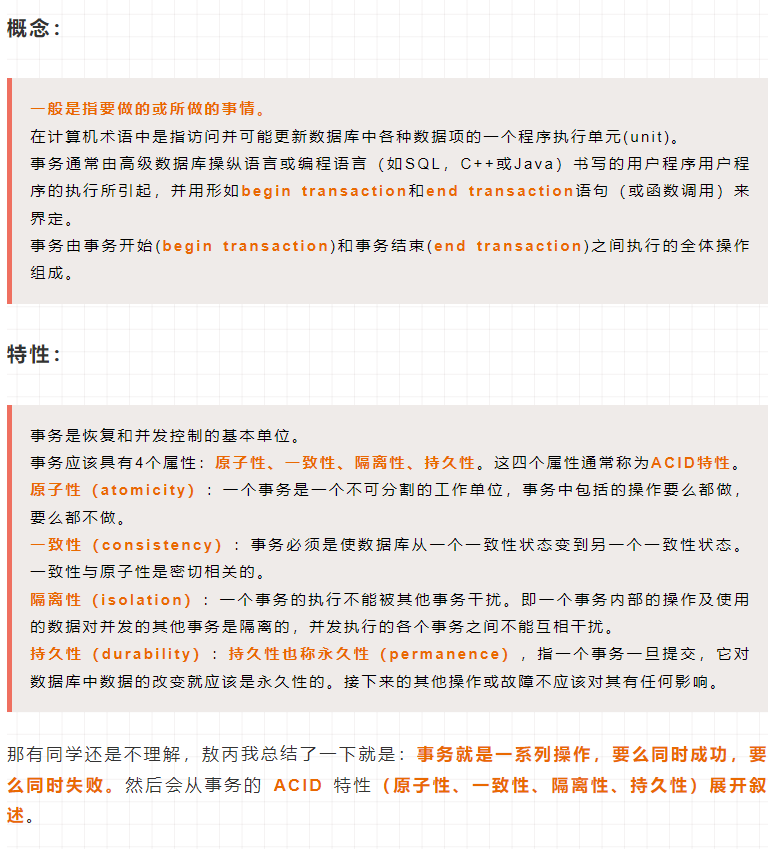 概念：
一般是指要做的或所做的事情。
在计算机术语中是指访问并可能更新数据库中各种数据项的一个程序执行单元(unit)。
事务通常由高级数据库操纵语言或编程语言（如SQL，C++或Java）书写的用户程序用户程
序的执行所引起，并用形如begin transaction和end transaction语句（或函数调用）来
界定。
事务由事务开始(begin transaction)和事务结束(end transaction)之间执行的全体操作
组成。
特性：
事务是恢复和并发控制的基本单位。
事务应该具有4个属性：原子性、一致性、隔离性、持久性。这四个属性通常称为ACID特性。
原子性（atomicity）：一个事务是一个不可分割的工作单位，事务中包括的操作要么都做，
要么都不做。
一致性（consistency）：事务必须是使数据库从一个一致性状态变到另一个一致性状态。
一致性与原子性是密切相关的。
隔离性（isolation）：一个事务的执行不能被其他事务干扰。即一个事务内部的操作及使用
的数据对并发的其他事务是隔离的，并发执行的各个事务之间不能互相干扰。
持久性（durability）：持久性也称永久性（permanence），指一个事务一旦提交，它对
数据库中数据的改变就应该是永久性的。接下来的其他操作或故障不应该对其有任何影响。
那有同学还是不理解，敖丙我总结了一下就是：事务就是一系列操作，要么同时成功，要
么同时失败。然后会从事务的 ACID 特性（原子性、一致性、隔离性、持久性）展开叙
述。